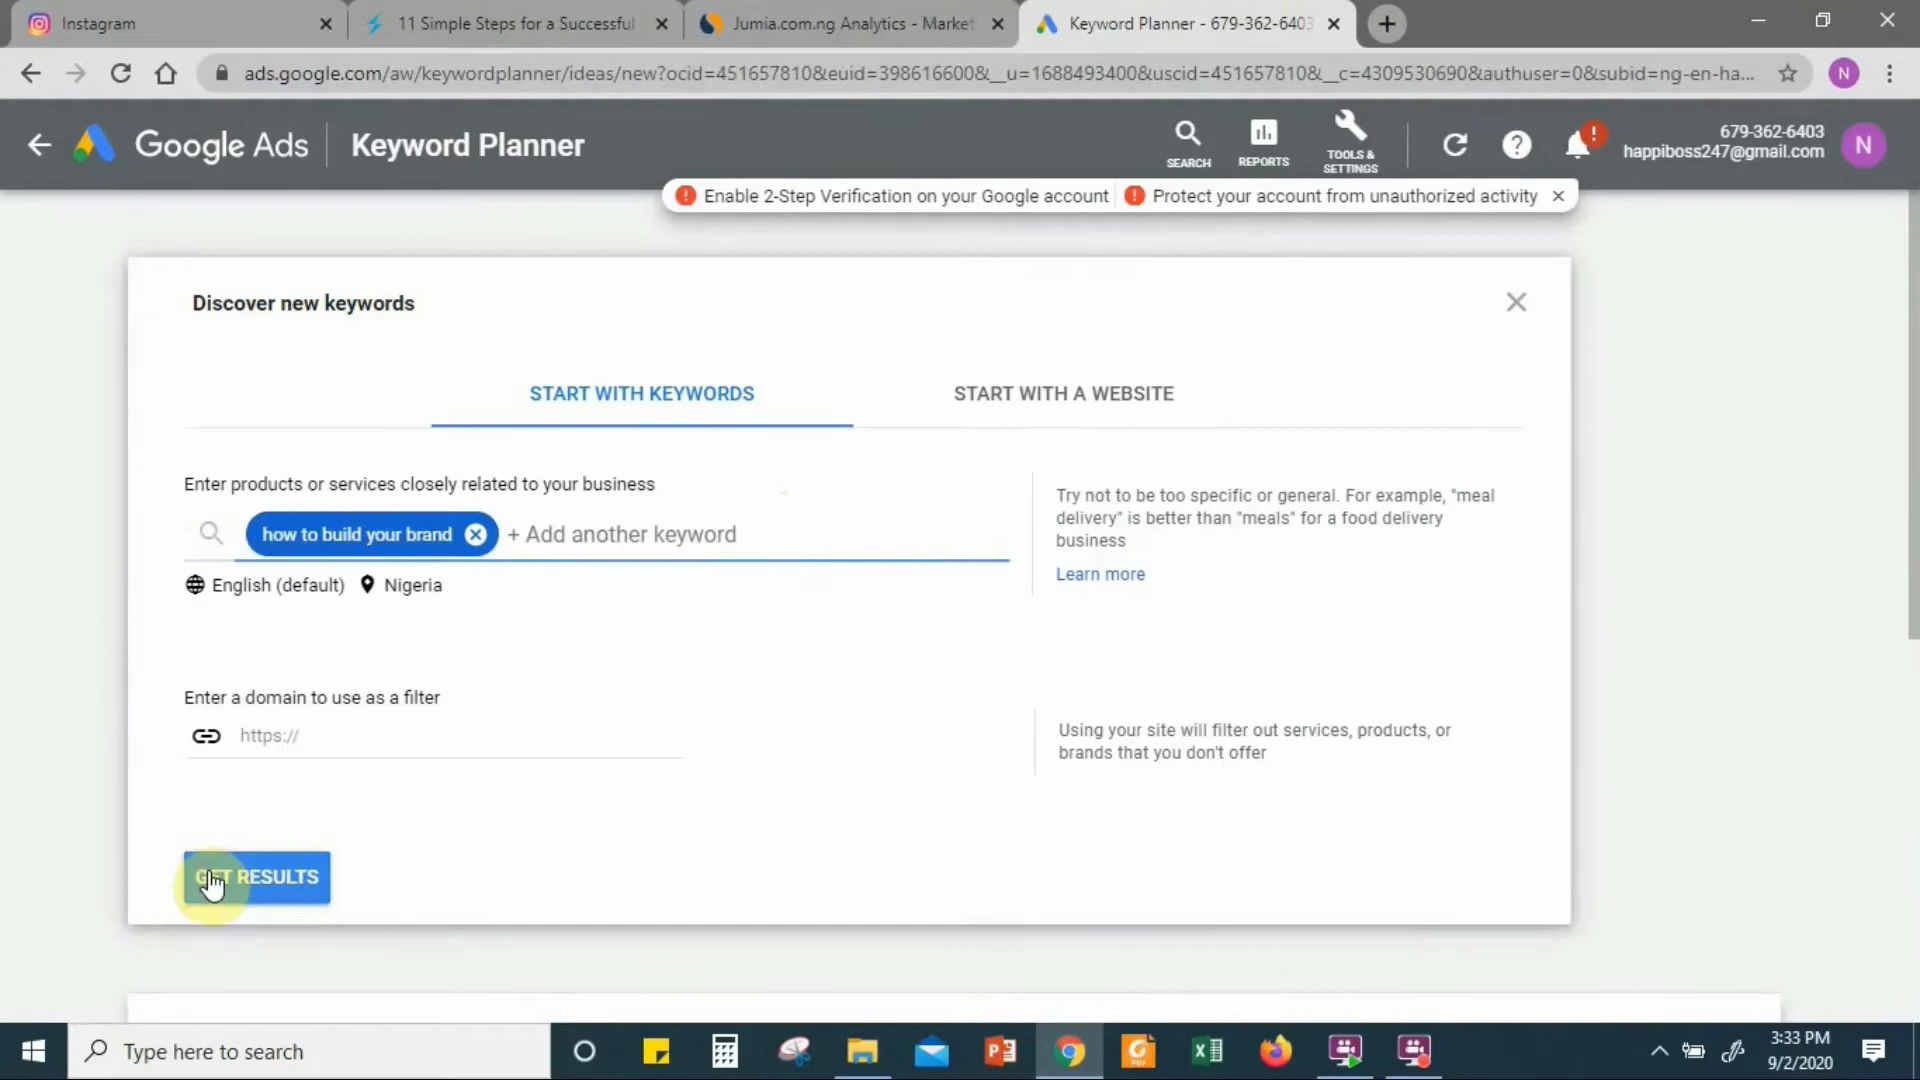 Instagram
11 Simple Steps for a Successful
Jumia.com.ng Analytics - Market
Keyword Planner - 679-362-6403
ads.google.com/aw/keywordplanner/ideas/new?ocid=451657810&euid=398616600&__u=1688493400&uscid=451657810&__c=4309530690&authuser=0&subid=ng-en-ha...
N
Google Ads
Keyword Planner
SEARCH
REPORTS
TOOLS &
SETTINGS
679-362-6403
happiboss247@gmail.com
N
Enable 2-Step Verification on your Google account
Protect your account from unauthorized activity
Discover new keywords
START WITH KEYWORDS
START WITH A WEBSITE
Enter products or services closely related to your business
how to build your brand
+ Add another keyword
English (default)
Nigeria
Try not to be too specific or general. For example, "meal
delivery" is better than "meals" for a food delivery
business
Learn more
Enter a domain to use as a filter
https://
Using your site will filter out services, products, or
brands that you don't offer
GET RESULTS
Type here to search
3:33 PM
9/2/2020